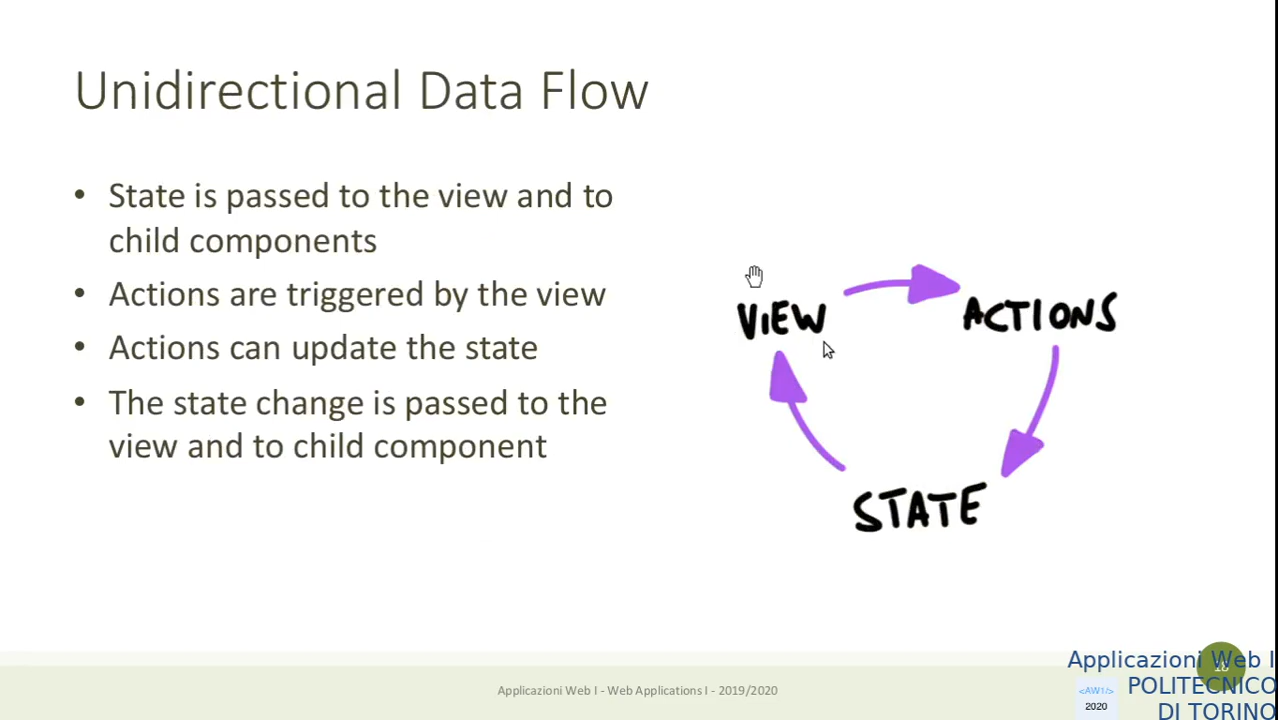 Unidirectional Data Flow
• State is passed to the view and to
child components
• Actions are triggered by the view
• Actions can update the state
• The state change is passed to the
view and to child component
VIEW
ACTIONS
STATE
Applicazioni Web I - Web Applications I - 2019/2020
Applicazioni Web I
POLITECNICO
DI TORINO
<AW1/>
2020